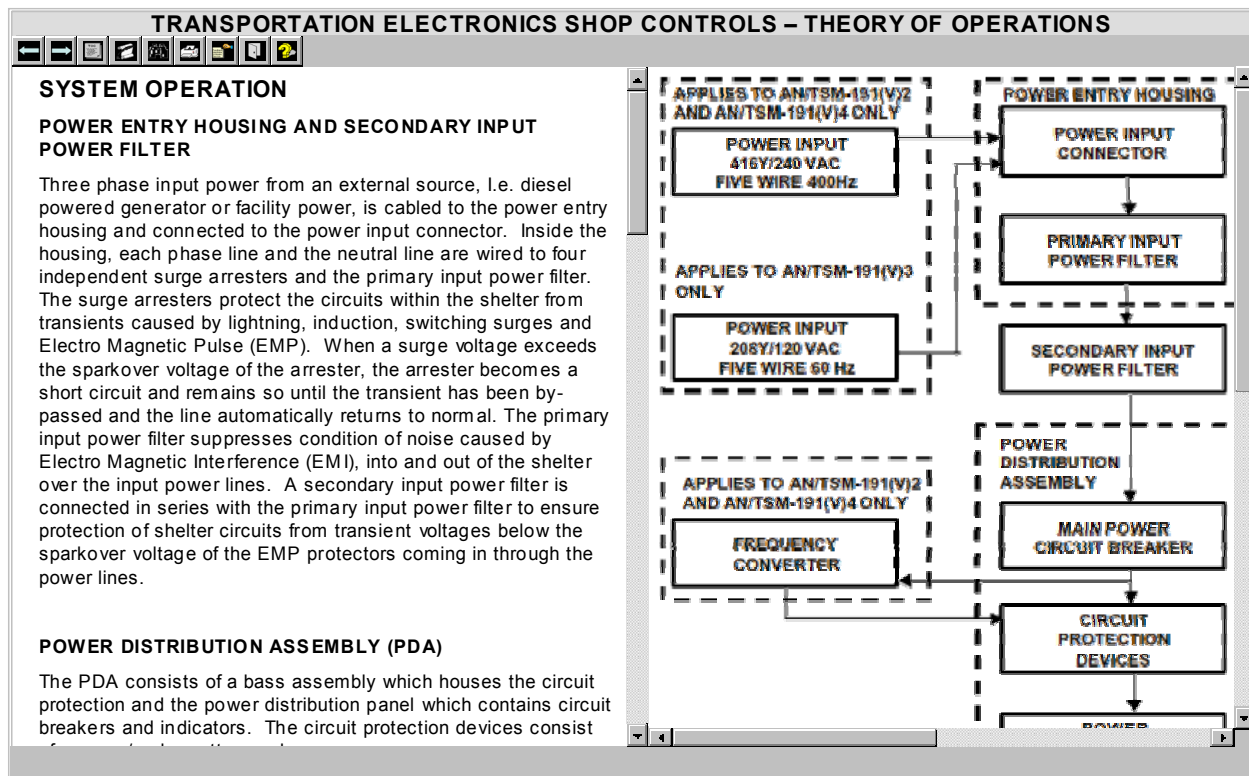 TRANSPORTATION ELECTRONICS SHOP CONTROLS – THEORY OF OPERATIONS
SYSTEM OPERATION
POWER ENTRY HOUSING AND SECONDARY INPUT
POWER FILTER
Three phase input power from an external source, I.e. diesel
powered generator or facility power, is cabled to the power entry
housing and connected to the power input connector. Inside the
housing, each phase line and the neutral line are wired to four
independent surge arresters and the primary input power filter.
The surge arresters protect the circuits within the shelter from
transients caused by lightning, induction, switching surges and
Electro Magnetic Pulse (EMP). When a surge voltage exceeds
the sparkover voltage of the arrester, the arrester becomes a
short circuit and remains so until the transient has been by-
passed and the line automatically returns to normal. The primary
input power filter suppresses condition of noise caused by
Electro Magnetic Interference (EMI), into and out of the shelter
over the input power lines. A secondary input power filter is
connected in series with the primary input power filter to ensure
protection of shelter circuits from transient voltages below the
sparkover voltage of the EMP protectors coming in through the
power lines.
POWER DISTRIBUTION ASSEMBLY (PDA)
The PDA consists of a bass assembly which houses the circuit
protection and the power distribution panel which contains circuit
breakers and indicators. The circuit protection devices consist
APPLIES TO AN/TSM-191(V)2
AND AN/TSM-191(V)4 ONLY
POWER INPUT
416Y/240 VAC
FIVE WIRE 400Hz
APPLIES TO AN/TSM-191(V)3
ONLY
POWER INPUT
208Y/120 VAC
FIVE WIRE 60 Hz
APPLIES TO AN/TSM-191(V)2
AND AN/TSM-191(V)4 ONLY
FREQUENCY
CONVERTER
POWER ENTRY HOUSING
POWER INPUT
CONNECTOR
PRIMARY INPUT
POWER FILTER
SECONDARY INPUT
POWER FILTER
POWER
DISTRIBUTION
ASSEMBLY
MAIN POWER
CIRCUIT BREAKER
CIRCUIT
PROTECTION
DEVICES
POWER